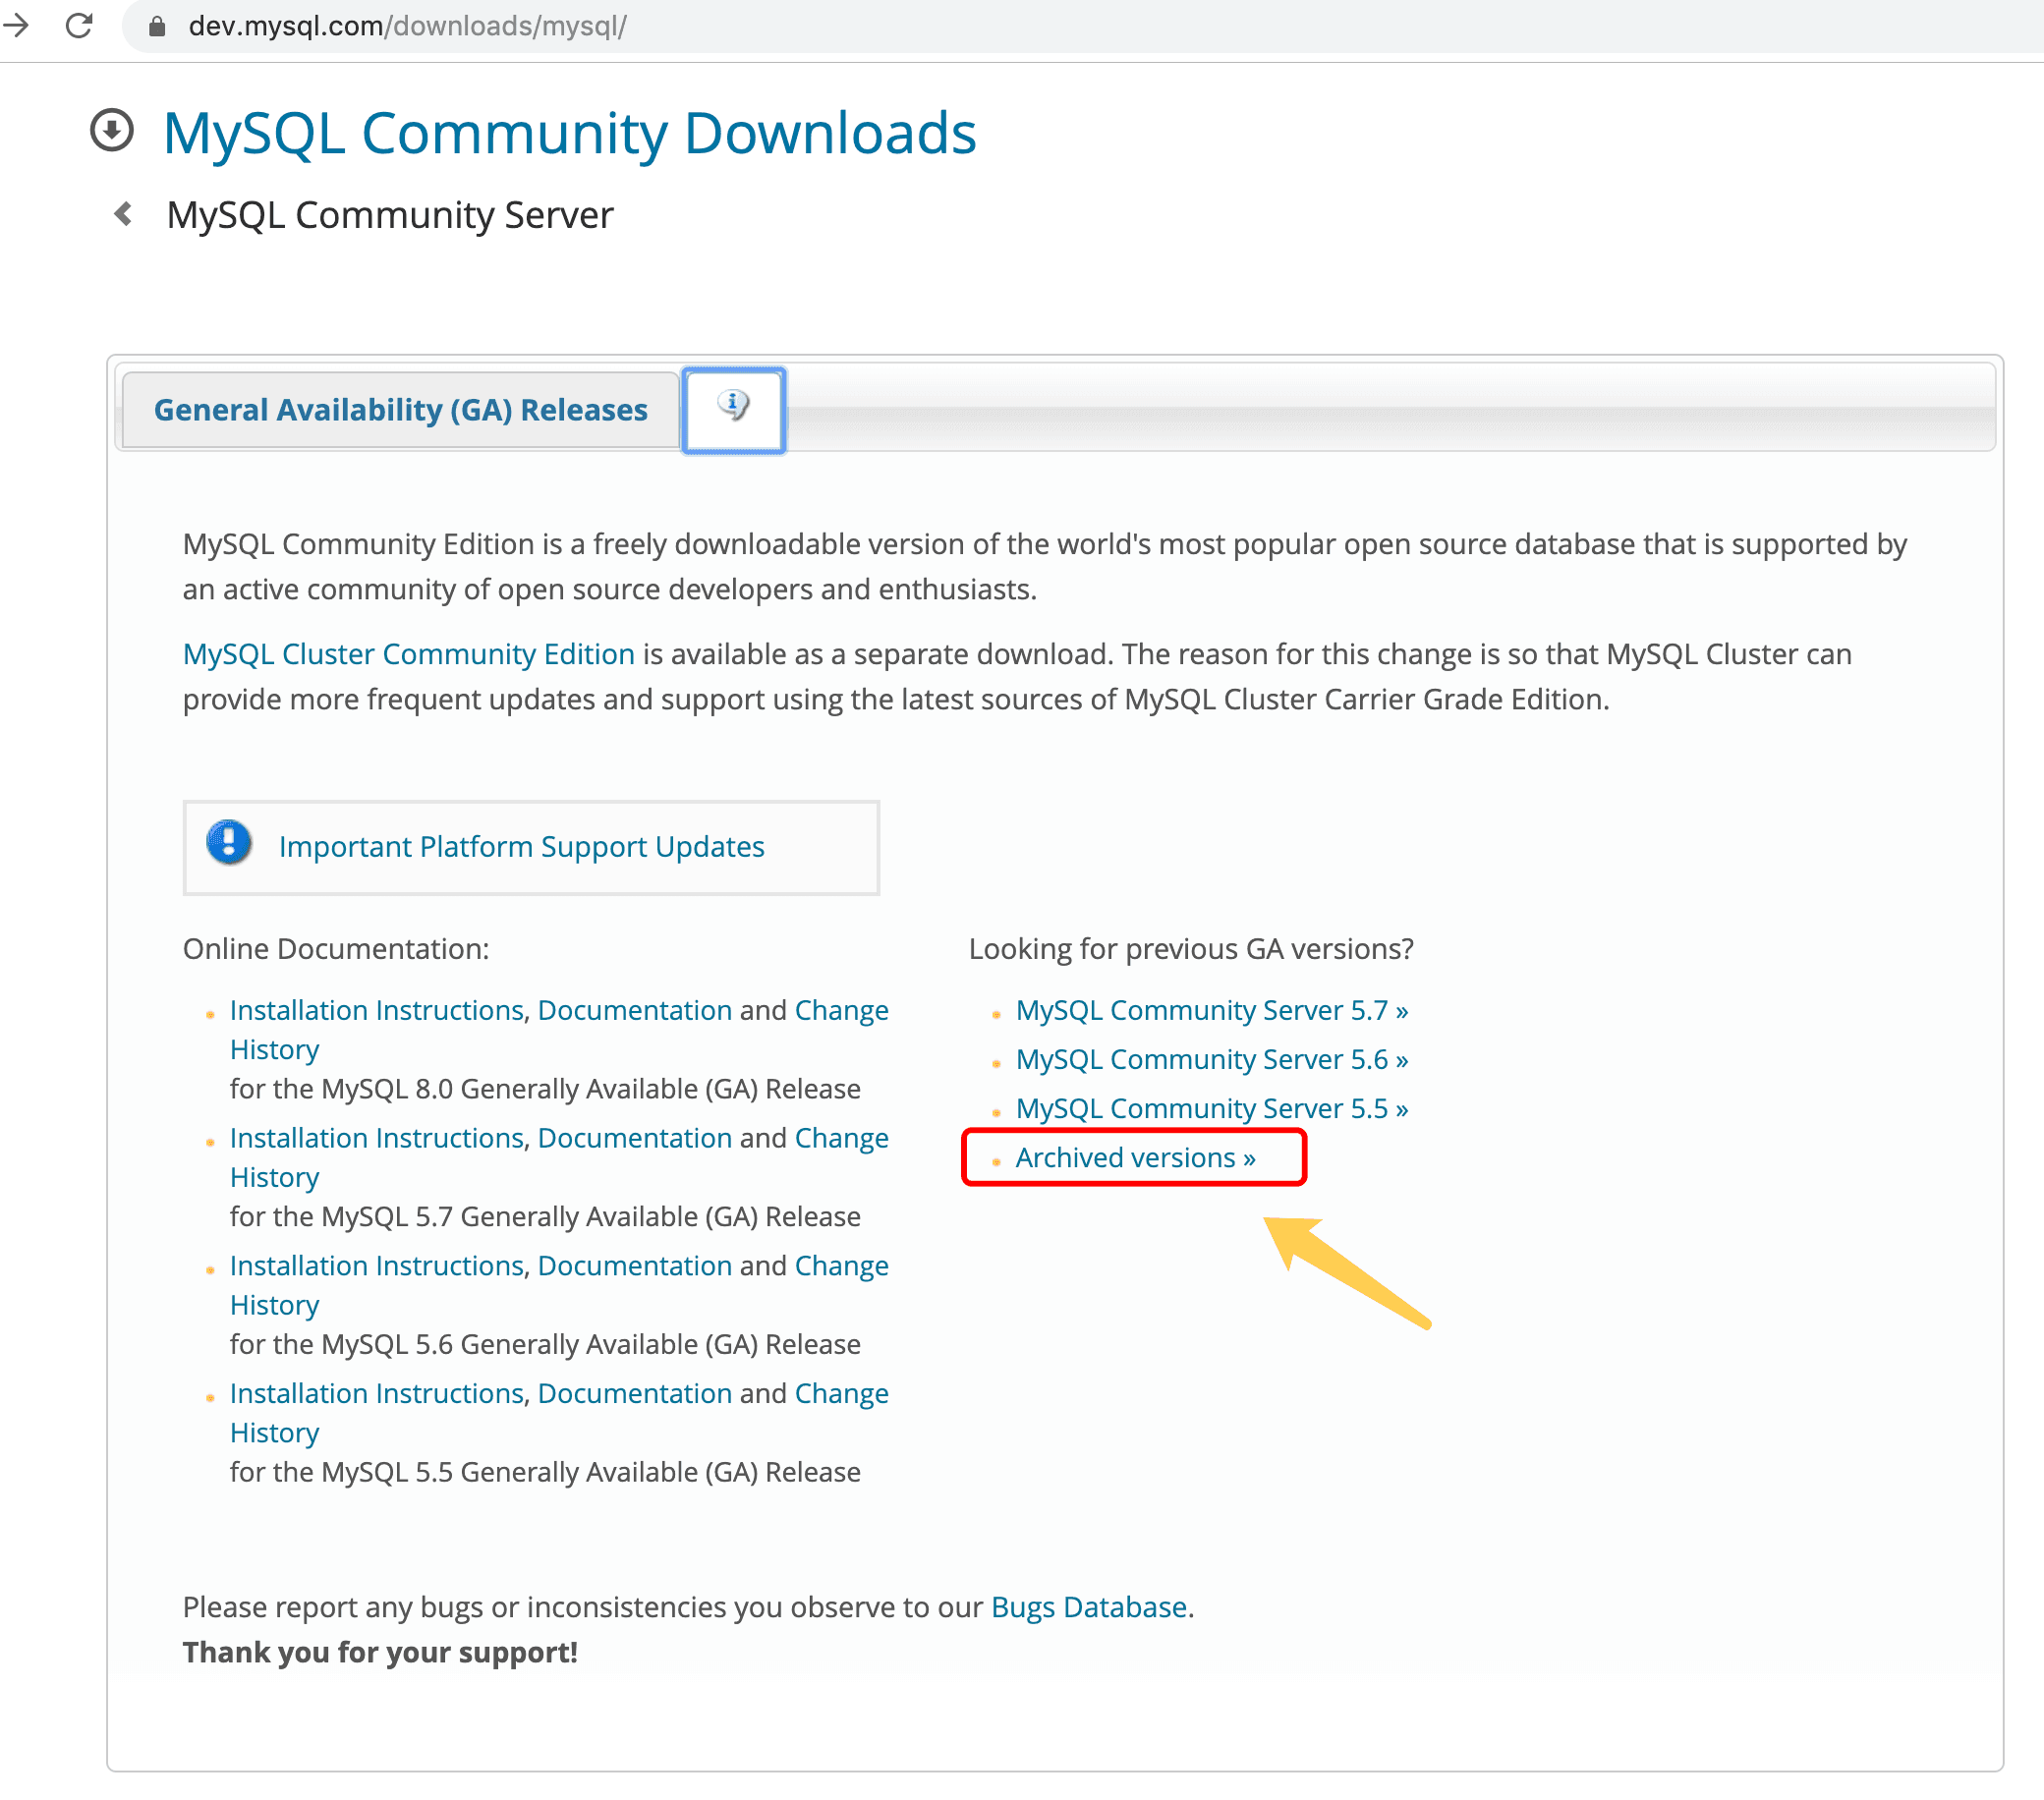 dev.mysql.com/downloads/mysql/
MySQL Community Downloads
MySQL Community Server
General Availability (GA) Releases
MySQL Community Edition is a freely downloadable version of the world's most popular open source database that is supported by
an active community of open source developers and enthusiasts.
MySQL Cluster Community Edition is available as a separate download. The reason for this change is so that MySQL Cluster can
provide more frequent updates and support using the latest sources of MySQL Cluster Carrier Grade Edition.
Important Platform Support Updates
Online Documentation:
Installation Instructions, Documentation and Change
History
for the MySQL 8.0 Generally Available (GA) Release
Installation Instructions, Documentation and Change
History
for the MySQL 5.7 Generally Available (GA) Release
Installation Instructions, Documentation and Change
History
for the MySQL 5.6 Generally Available (GA) Release
Installation Instructions, Documentation and Change
History
for the MySQL 5.5 Generally Available (GA) Release
Looking for previous GA versions?
MySQL Community Server 5.7 »
MySQL Community Server 5.6 »
MySQL Community Server 5.5 »
Archived versions »
Please report any bugs or inconsistencies you observe to our Bugs Database.
Thank you for your support!